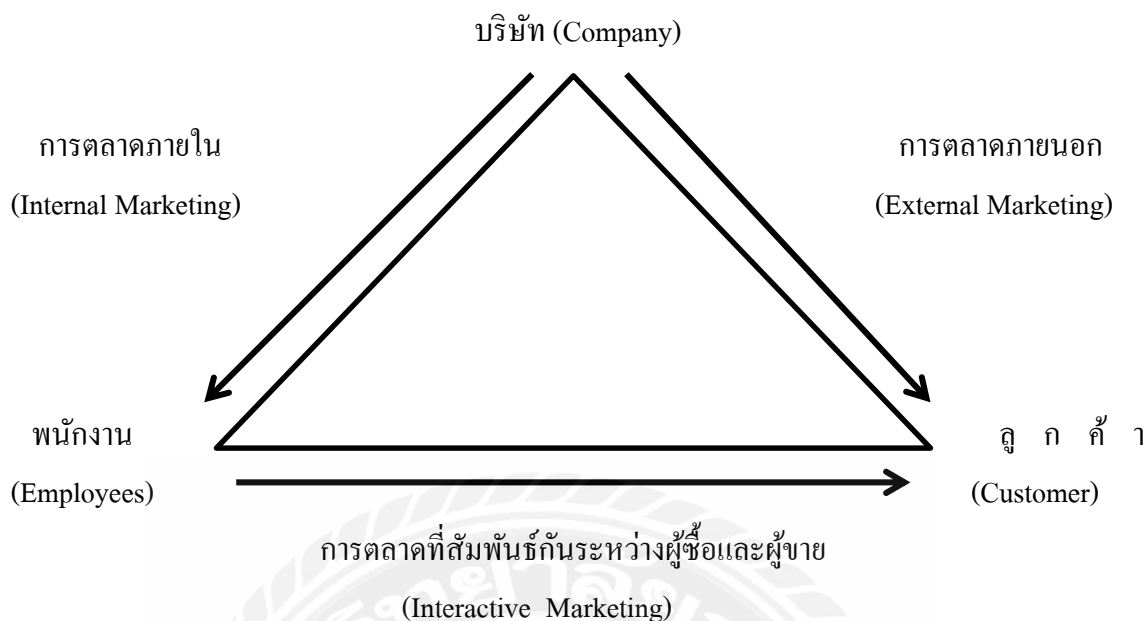 บริษัท (Company)
การตลาดภายใน
(Internal Marketing)
การตลาดภายนอก
(External Marketing)
พนักงาน
(Employees)
ลู ก ค้ า
(Customer)
การตลาดที่สัมพันธ์กันระหว่างผู้ซื้อและผู้ขาย
(Interactive Marketing)